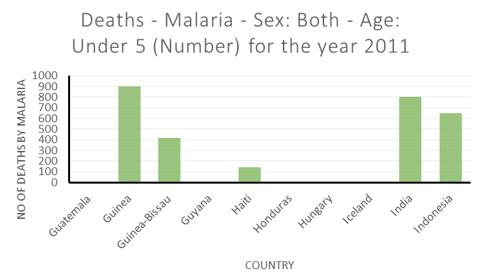 Deaths - Malaria - Sex: Both - Age:
Under 5 (Number) for the year 2011
NO OF DEATHS BY MALARIA
1000
900
800
700
600
500
400
300
200
100
0
Guatemala
Guinea
Guinea-Bissau
Guyana
Haiti
Honduras
Hungary
Iceland
India
Indonesia
COUNTRY